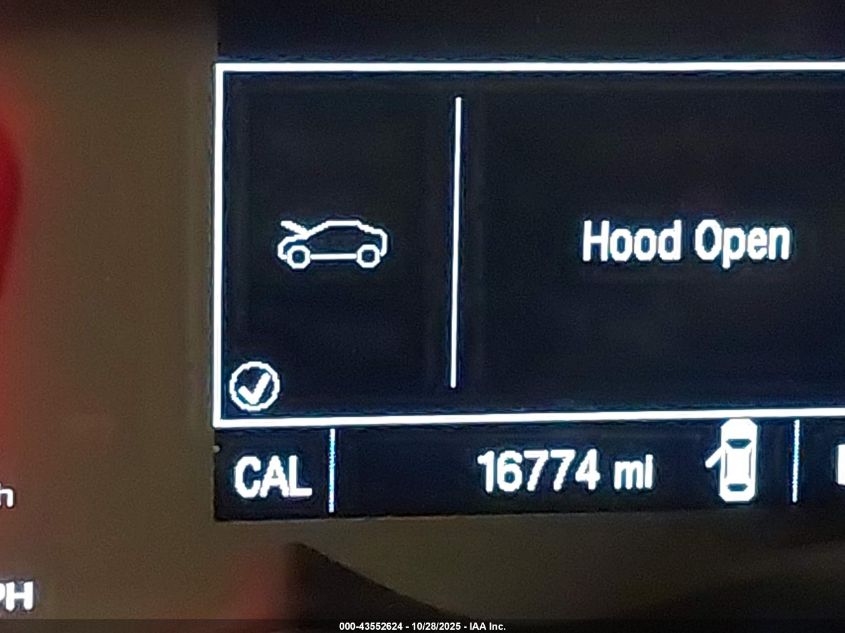 Hood Open
CAL
16774 mi
PH
000-43552624 - 10/28/2025 - IAA Inc.